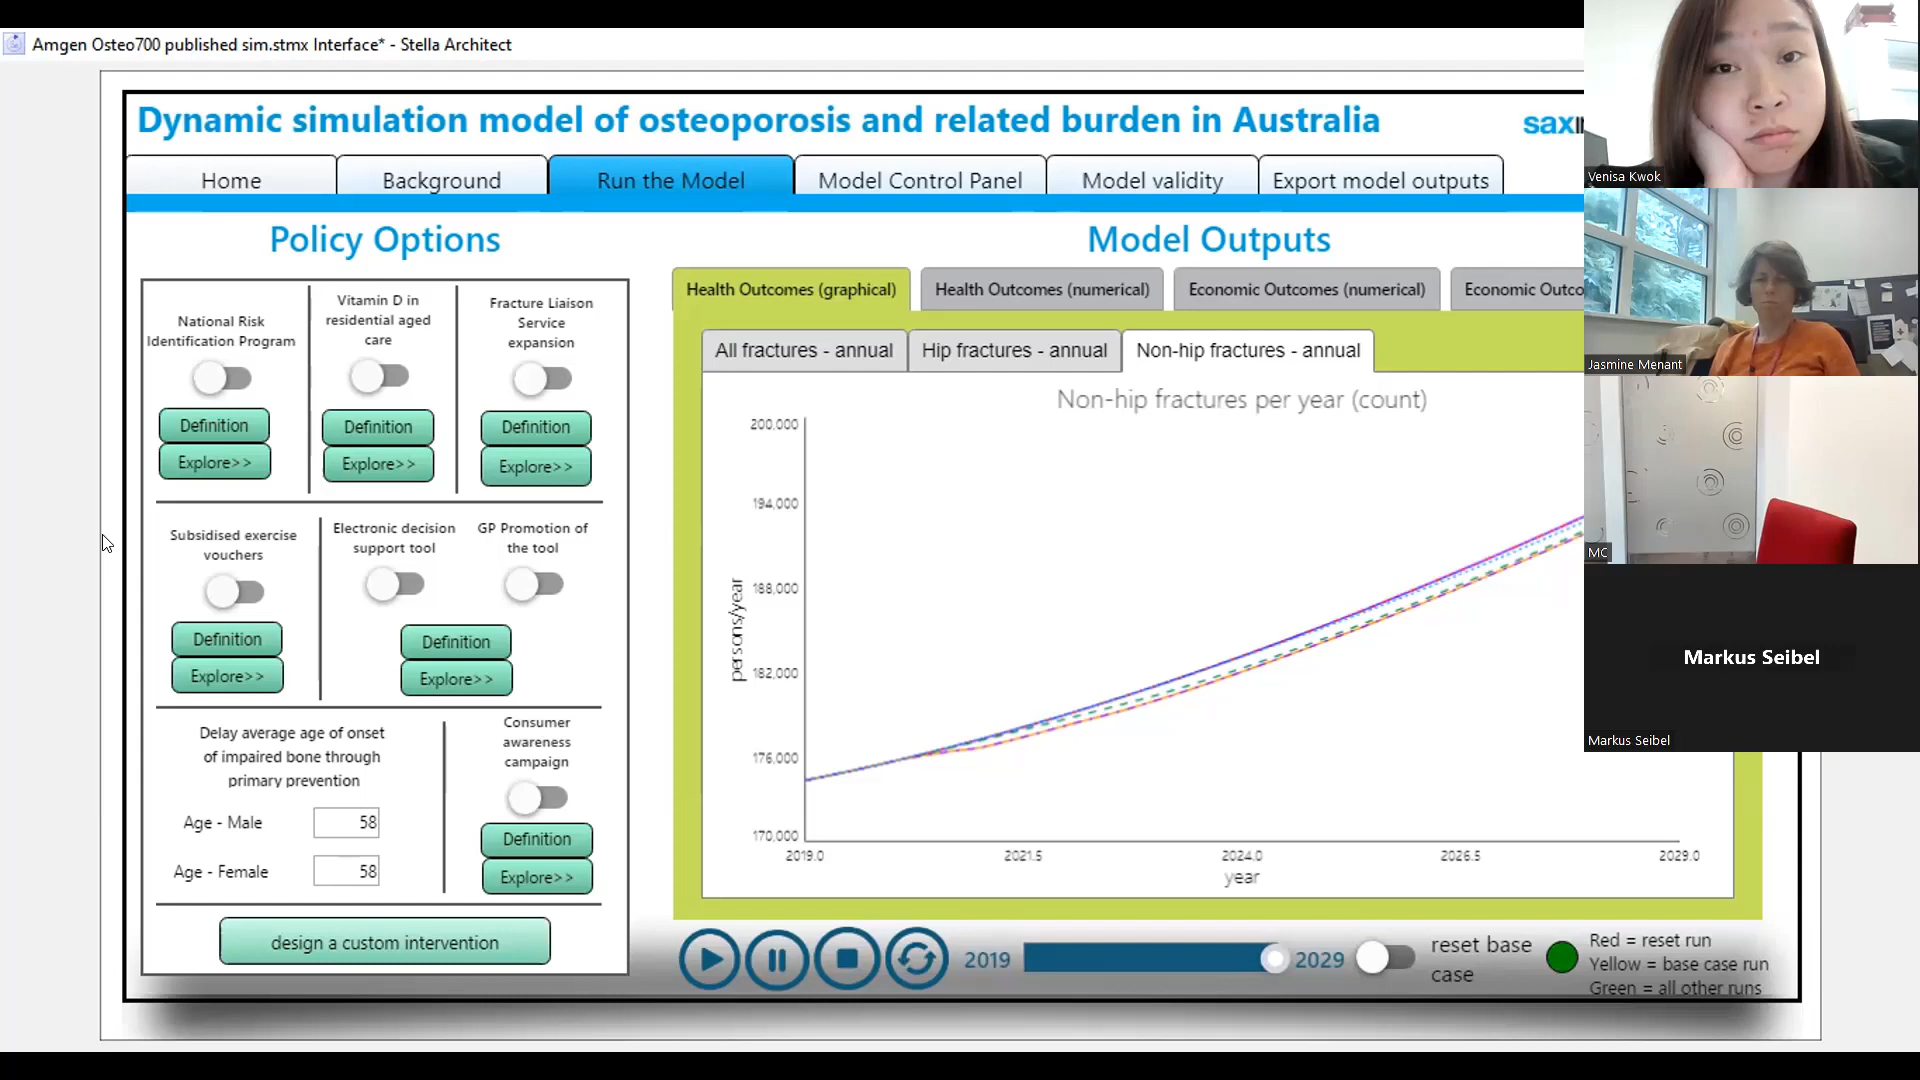 Amgen Osteo700 published sim.stmx Interface* - Stella Architect
Dynamic simulation model of osteoporosis and related burden in Australia
sax
Home
Background
Run the Model
Model Control Panel
Model validity
Export model outputs
Policy Options
National Risk
Identification Program
Definition
Explore>>
Vitamin D in
residential aged
care
Definition
Explore>>
Fracture Liaison
Service
expansion
Definition
Explore>>
Subsidised exercise
vouchers
Definition
Explore>>
Electronic decision
support tool
GP Promotion of
the tool
Definition
Explore>>
Delay average age of onset
of impaired bone through
primary prevention
Age - Male
58
Age - Female
58
Consumer
awareness
campaign
Definition
Explore>>
design a custom intervention
Model Outputs
Health Outcomes (graphical)
Health Outcomes (numerical)
Economic Outcomes (numerical)
Economic Outco
All fractures - annual
Hip fractures - annual
Non-hip fractures - annual
Non-hip fractures per year (count)
persons/year
200,000
194,000
188,000
182,000
176,000
170,000
2019.0
2021.5
2024.0
2026.5
2029.0
year
2019
2029
reset base
case
Red = reset run
Yellow = base case run
Green = all other runs
Venisa Kwok
Jasmine Menant
MC
Markus Seibel
Markus Seibel